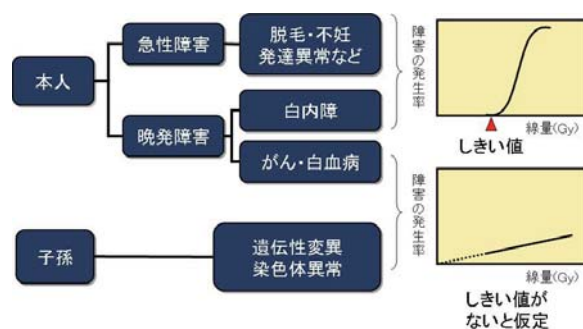 本人
急性障害
脱毛・不妊
発達異常など
晩発障害
白内障
がん・白血病
子孫
遺伝性変異
染色体異常
障害の発生率
線量(Gy)
しきい値
障害の発生率
線量(Gy)
しきい値が
ないと仮定